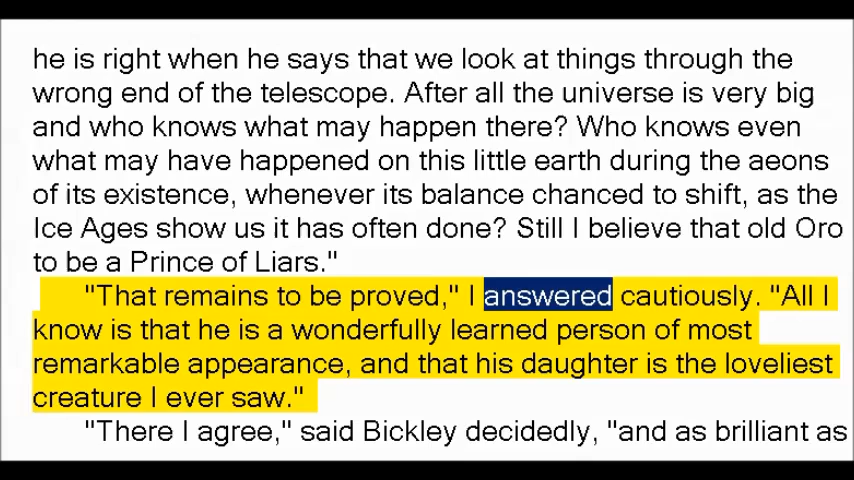 he is right when he says that we look at things through the
wrong end of the telescope. After all the universe is very big
and who knows what may happen there? Who knows even
what may have happened on this little earth during the aeons
of its existence, whenever its balance chanced to shift, as the
Ice Ages show us it has often done? Still I believe that old Oro
to be a Prince of Liars."
"That remains to be proved," I answered cautiously. "All I
know is that he is a wonderfully learned person of most
remarkable appearance, and that his daughter is the loveliest
creature I ever saw."
"There I agree," said Bickley decidedly, "and as brilliant as